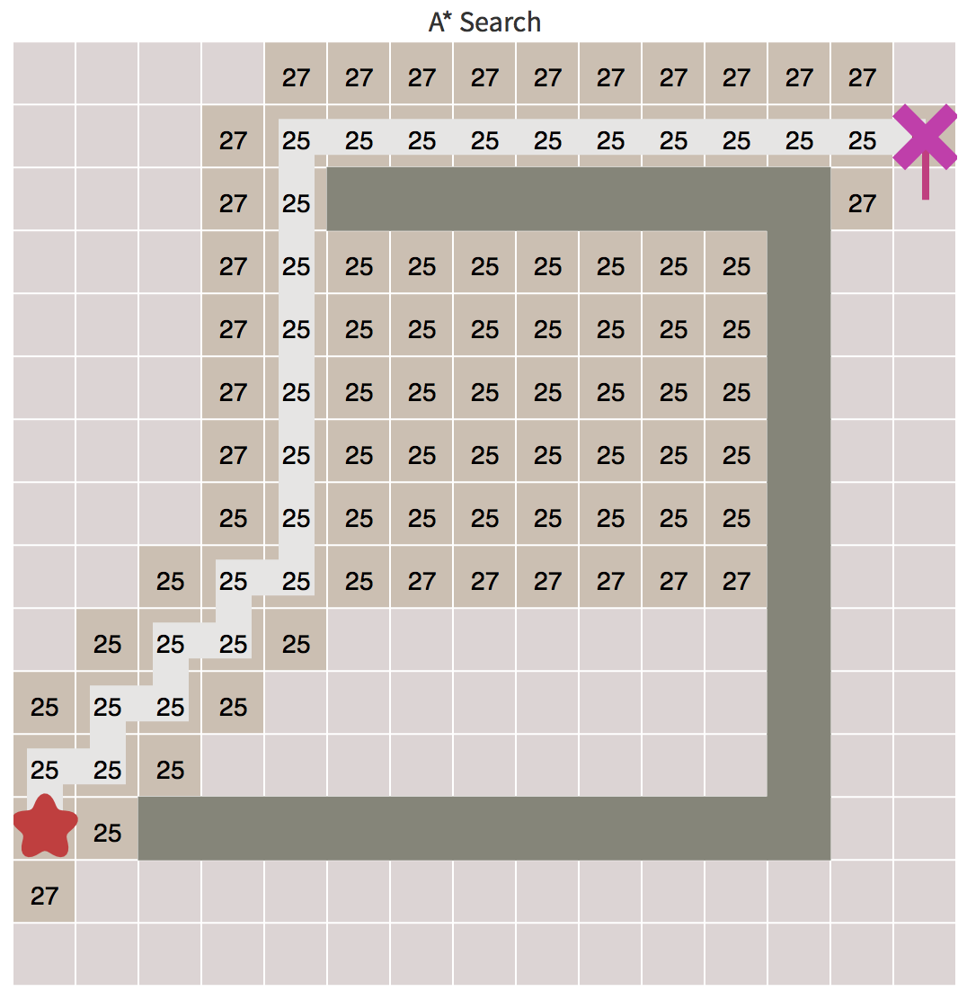 A* Search
27 27 27 27 27 27 27 27 27 27
27 25 25 25 25 25 25 25 25 25 25
27 25 27
27 25 25 25 25 25 25 25 25
27 25 25 25 25 25 25 25 25
27 25 25 25 25 25 25 25 25
27 25 25 25 25 25 25 25 25
25 25 25 25 25 25 25 25 25
25 25 25 25 27 27 27 27 27
25 25 25 25
25 25 25 25
25 25 25
25
27